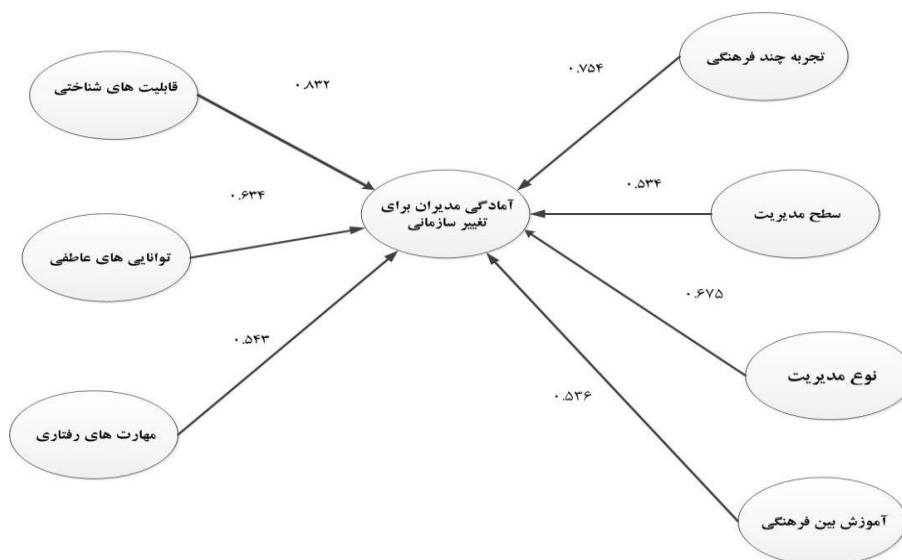 تجربه چند فرهنگی
۰.۷۵۴
۰.۸۳۲
قابلیت های شناختی
آمادگی مدیران برای
تغییر سازمانی
سطح مدیریت
۰.۵۳۴
۰.۶۳۴
توانایی های عاطفی
نوع مدیریت
۰.۶۷۵
۰.۵۴۳
مهارت های رفتاری
۰.۵۳۶
آموزش بین فرهنگی